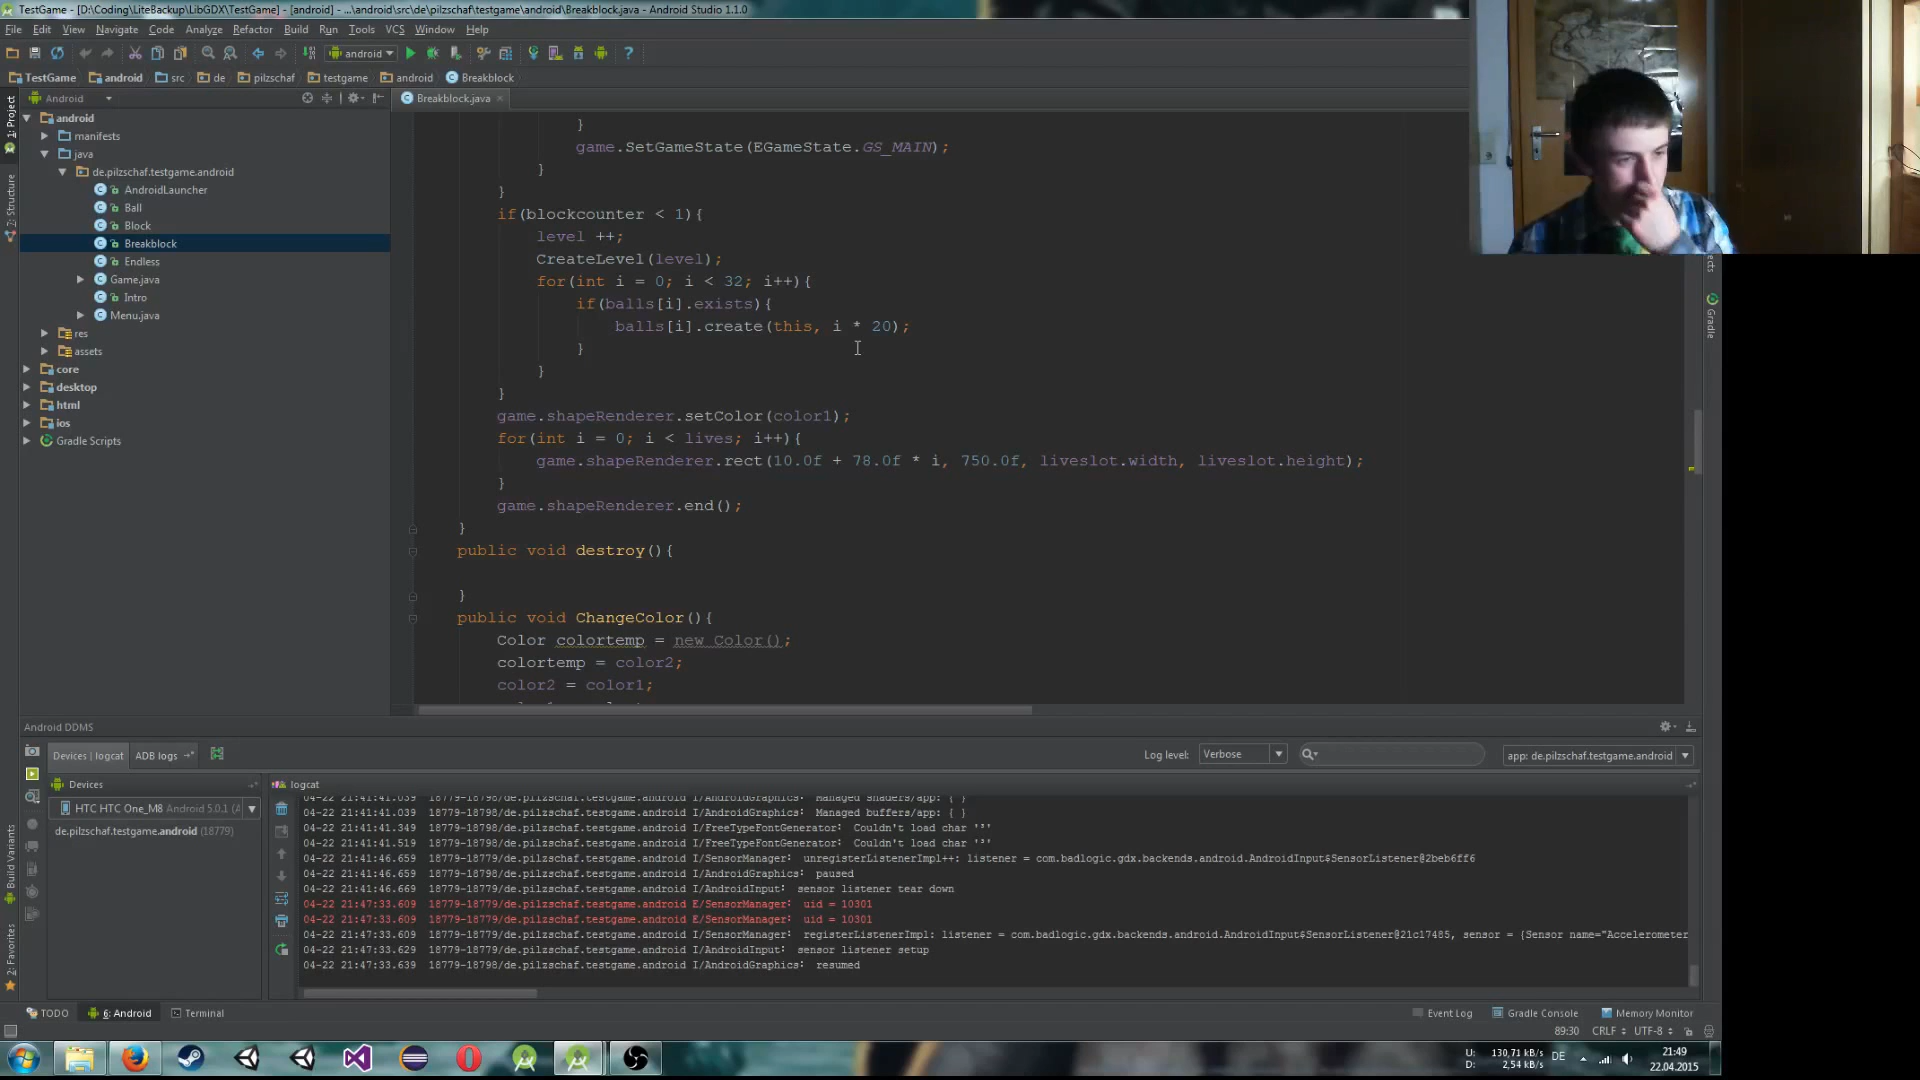 TestGame - [D:\Coding\LiteBackup\LibGDX\TestGame] - [android] - ...\android\src\de\pilzschaf\testgame\android\Breakblock.java - Android Studio 1.1.0
File Edit View Navigate Code Analyze Refactor Build Run Tools VCS Window Help
android
TestGame android src de pilzschaf testgame android Breakblock
1: Project
Z: Structure
Build Variants
2: Favorites
Android
android
manifests
java
de.pilzschaf.testgame.android
AndroidLauncher
Ball
Block
Breakblock
Endless
Game.java
Intro
Menu.java
res
assets
core
desktop
html
ios
Gradle Scripts
Breakblock.java
}
game.SetGameState(EGameState.GS_MAIN);
}
}
if(blockcounter < 1){
level ++;
CreateLevel(level);
for(int i = 0; i < 32; i++){
if(balls[i].exists){
balls[i].create(this, i * 20);
}
}
}
game.shapeRenderer.setColor(color1);
for(int i = 0; i < lives; i++){
game.shapeRenderer.rect(10.0f + 78.0f * i, 750.0f, liveslot.width, liveslot.height);
}
game.shapeRenderer.end();
}
public void destroy(){
}
public void ChangeColor(){
Color colortemp = new Color();
colortemp = color2;
color2 = color1;
Gradle
Android DDMS
Devices | logcat ADB logs
Log level: Verbose
app: de.pilzschaf.testgame.android
Devices
HTC HTC One_M8 Android 5.0.1 (A
de.pilzschaf.testgame.android (18779)
logcat
04-22 21:41:41.039 18779-18798/de.pilzschaf.testgame.android I/AndroidGraphics: Managed shaders/app: { }
04-22 21:41:41.039 18779-18798/de.pilzschaf.testgame.android I/AndroidGraphics: Managed buffers/app: { }
04-22 21:41:41.349 18779-18798/de.pilzschaf.testgame.android I/FreeTypeFontGenerator: Couldn't load char
04-22 21:41:41.519 18779-18798/de.pilzschaf.testgame.android I/FreeTypeFontGenerator: Couldn't load char
04-22 21:41:46.659 18779-18779/de.pilzschaf.testgame.android I/SensorManager: unregisterListenerImpl++: listener = com.badlogic.gdx.backends.android.AndroidInput$SensorListener@2beb6ff6
04-22 21:41:46.659 18779-18779/de.pilzschaf.testgame.android I/AndroidGraphics: paused
04-22 21:41:46.669 18779-18779/de.pilzschaf.testgame.android I/AndroidInput: sensor listener tear down
04-22 21:47:33.609 18779-18779/de.pilzschaf.testgame.android E/SensorManager: uid = 10301
04-22 21:47:33.609 18779-18779/de.pilzschaf.testgame.android E/SensorManager: uid = 10301
04-22 21:47:33.609 18779-18779/de.pilzschaf.testgame.android I/SensorManager: registerListenerImpl: listener = com.badlogic.gdx.backends.android.AndroidInput$SensorListener@21c17485, sensor = {Sensor name="Accelerometer
04-22 21:47:33.629 18779-18779/de.pilzschaf.testgame.android I/AndroidInput: sensor listener setup
04-22 21:47:33.639 18779-18798/de.pilzschaf.testgame.android I/AndroidGraphics: resumed
TODO 6: Android Terminal
Event Log Gradle Console Memory Monitor
89:30 CRLF UTF-8
U: 130,71 kB/s
D: 2,54 kB/s
DE
21:49
22.04.2015